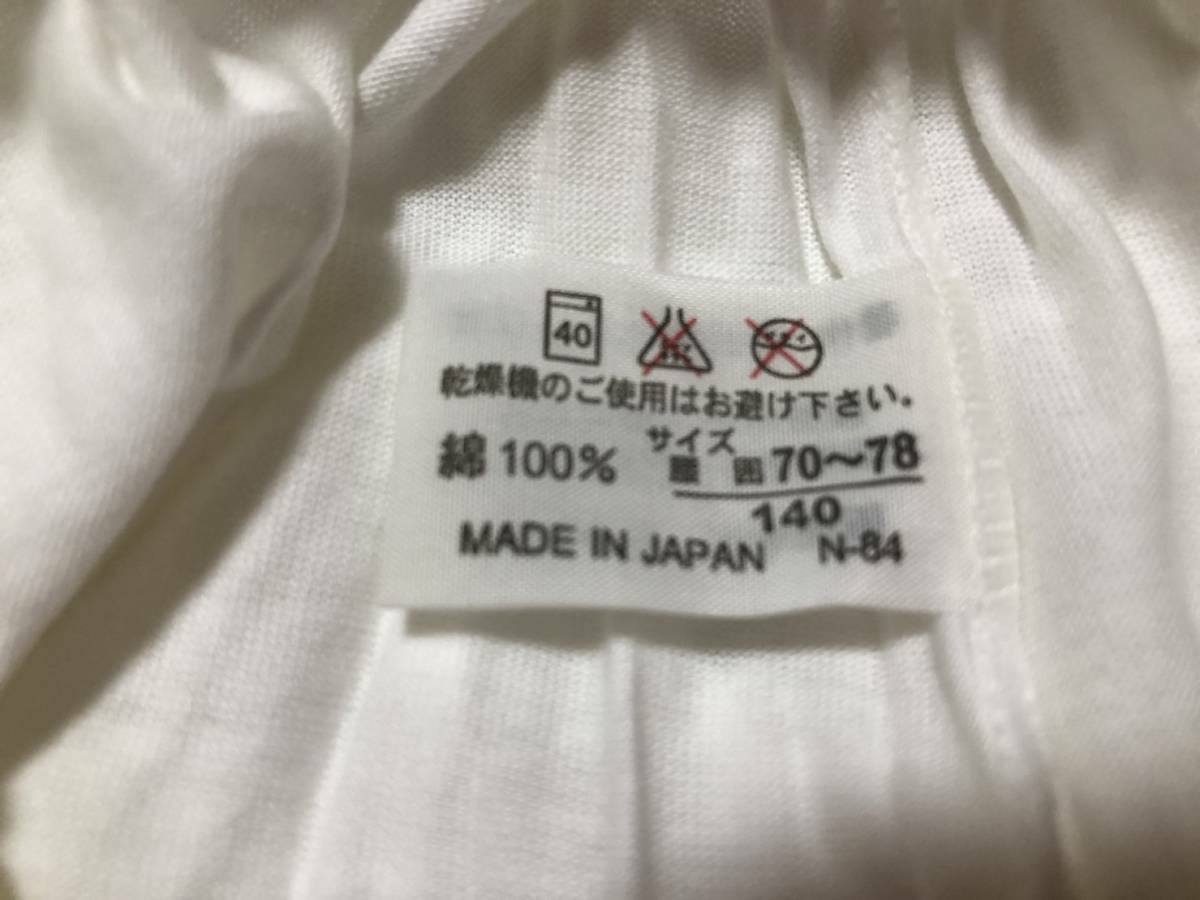 40
乾燥機のご使用はお避け下さい。
綿 100% サイズ
腰囲 70~78
140
MADE IN JAPAN N-84